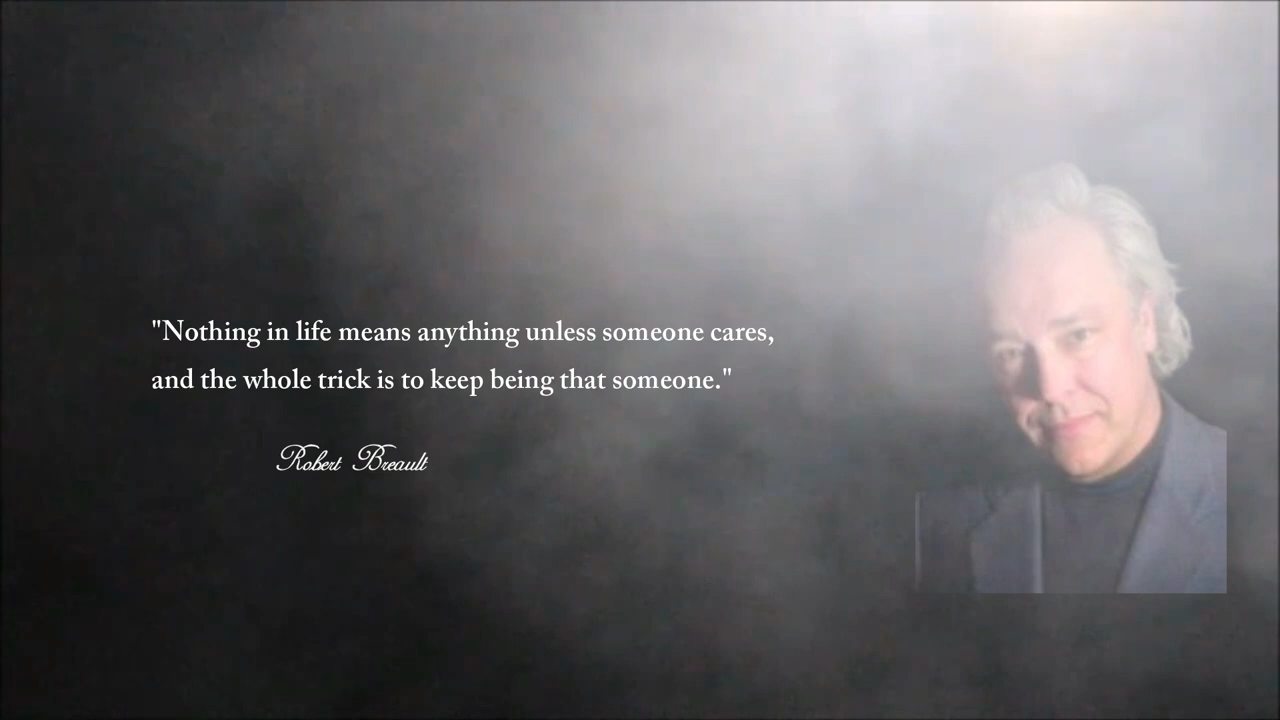 "Nothing in life means anything unless someone cares,
and the whole trick is to keep being that someone."
Robert Breault